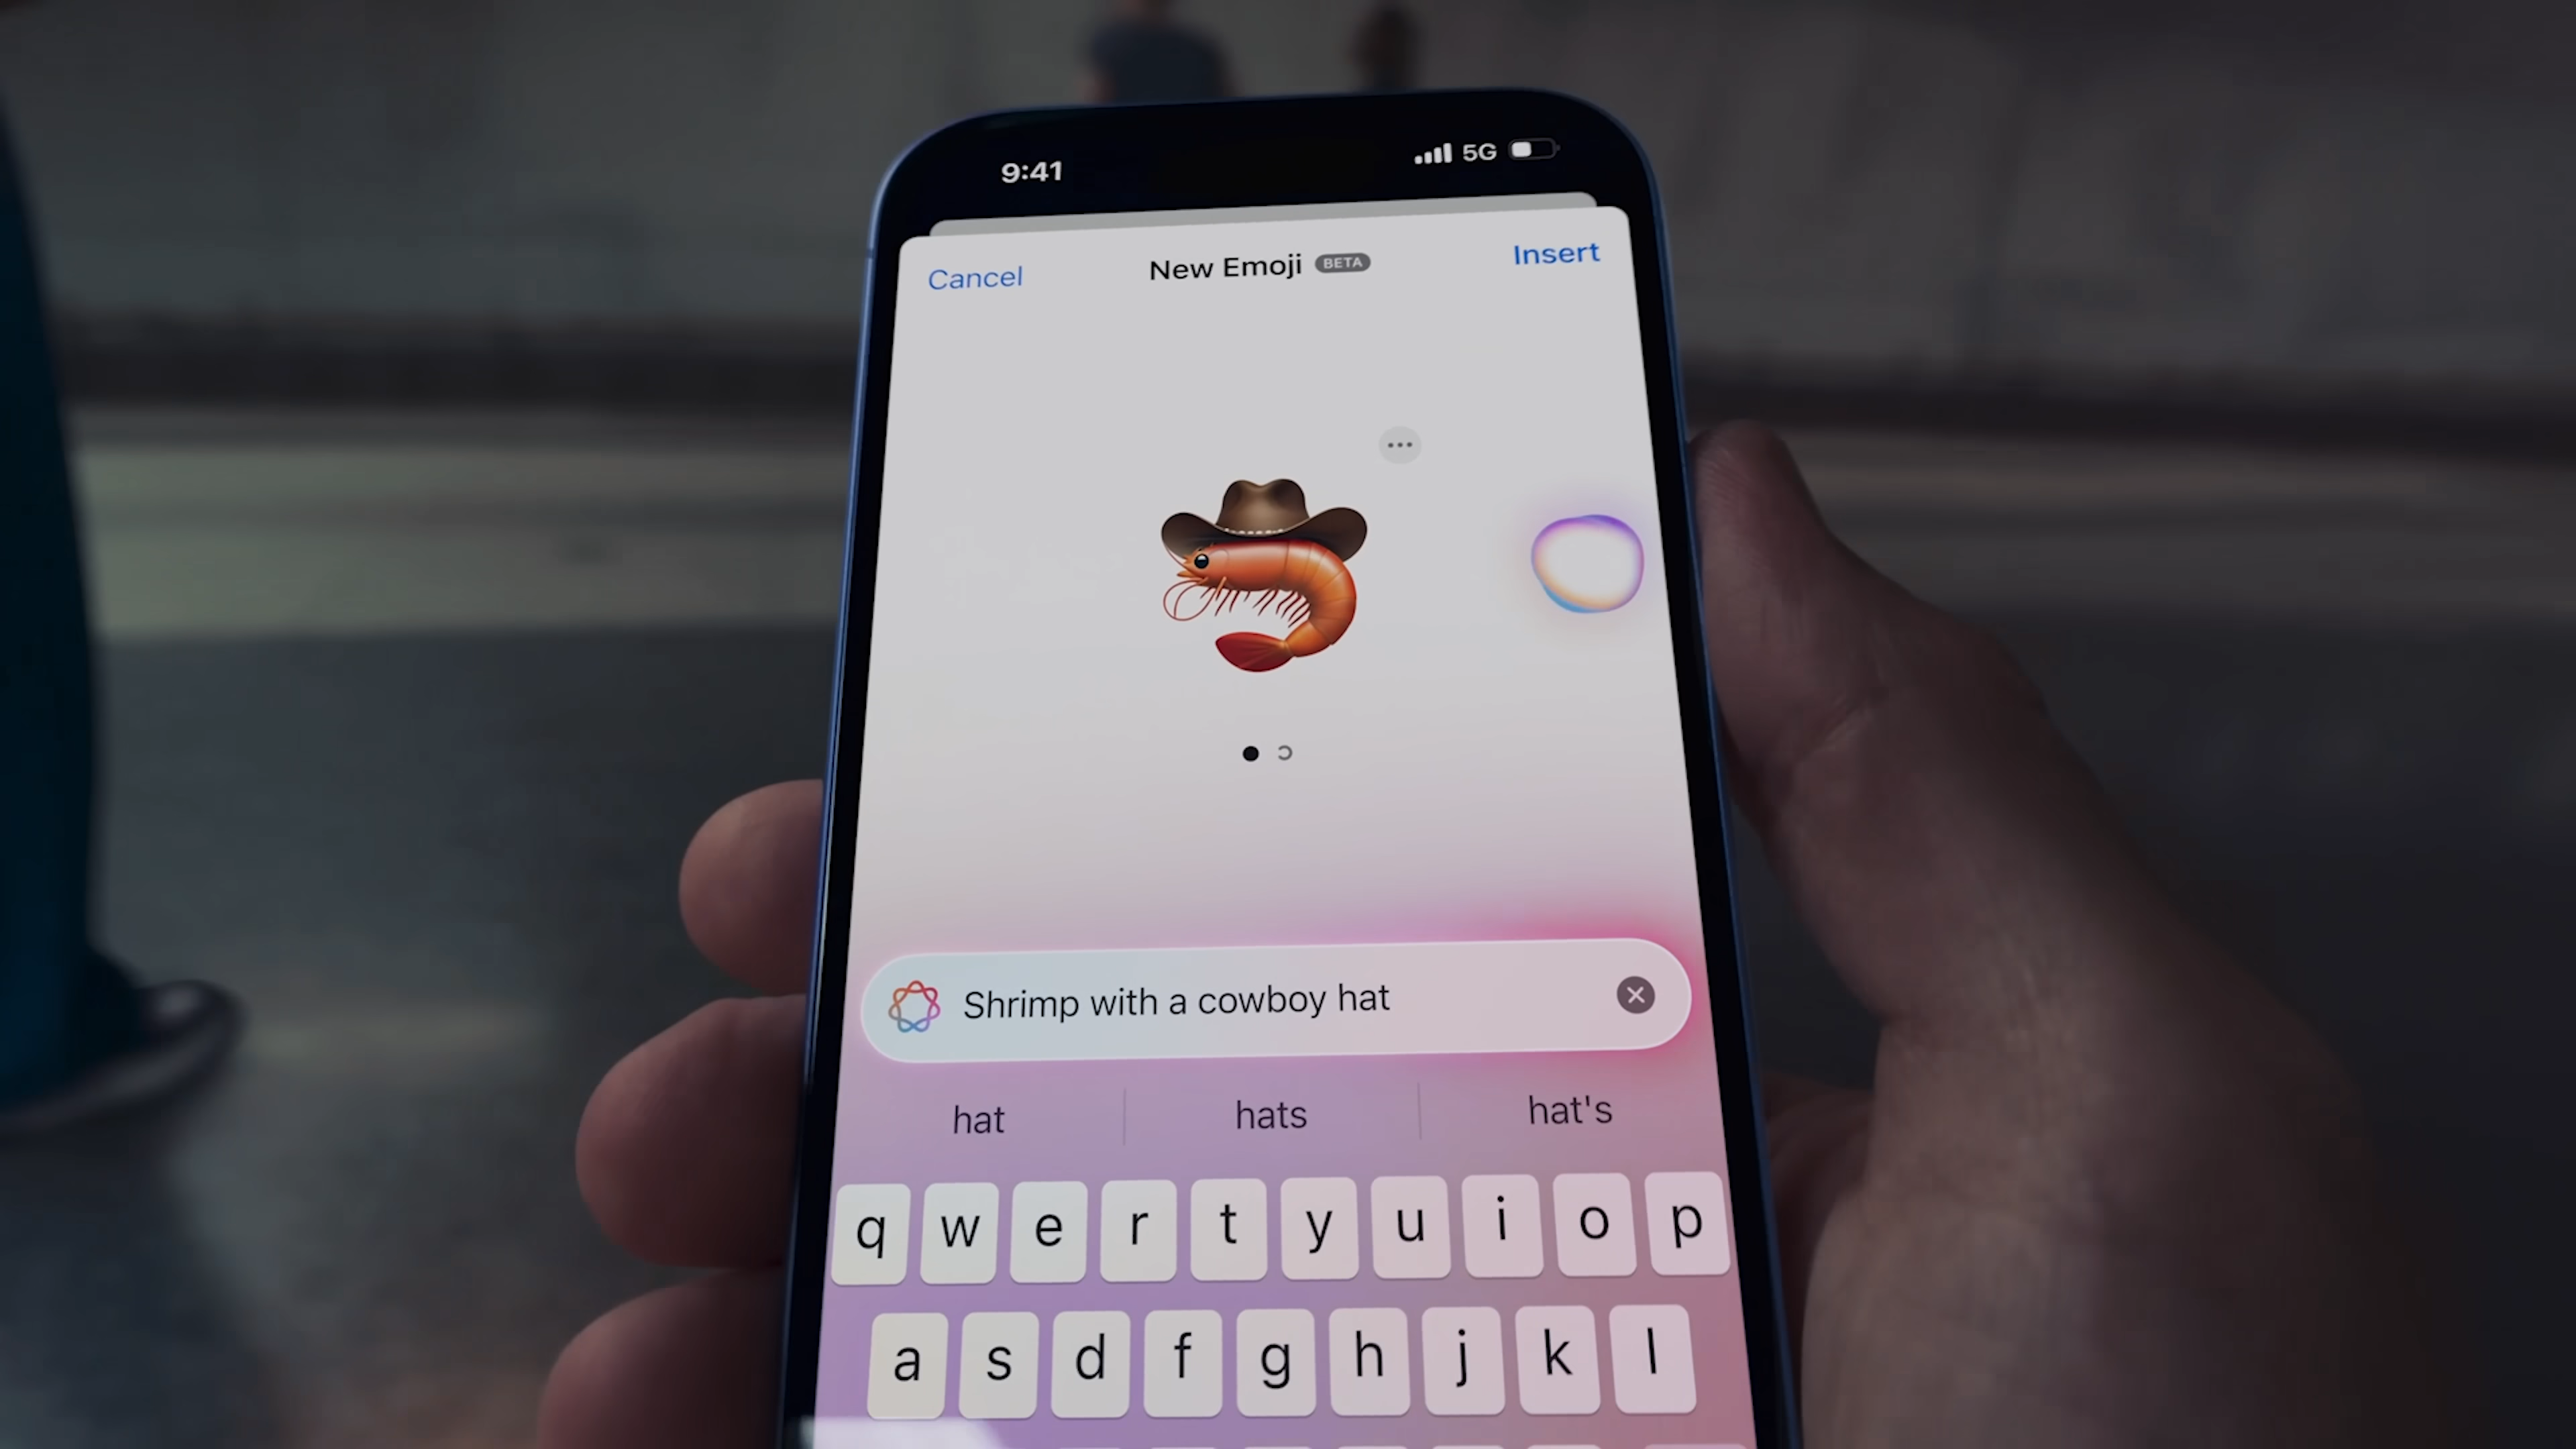 9:41
5G
Cancel
New Emoji BETA
Insert
Shrimp with a cowboy hat
hat hats hat's
q w e r t y u i o p
a s d f g h j k l